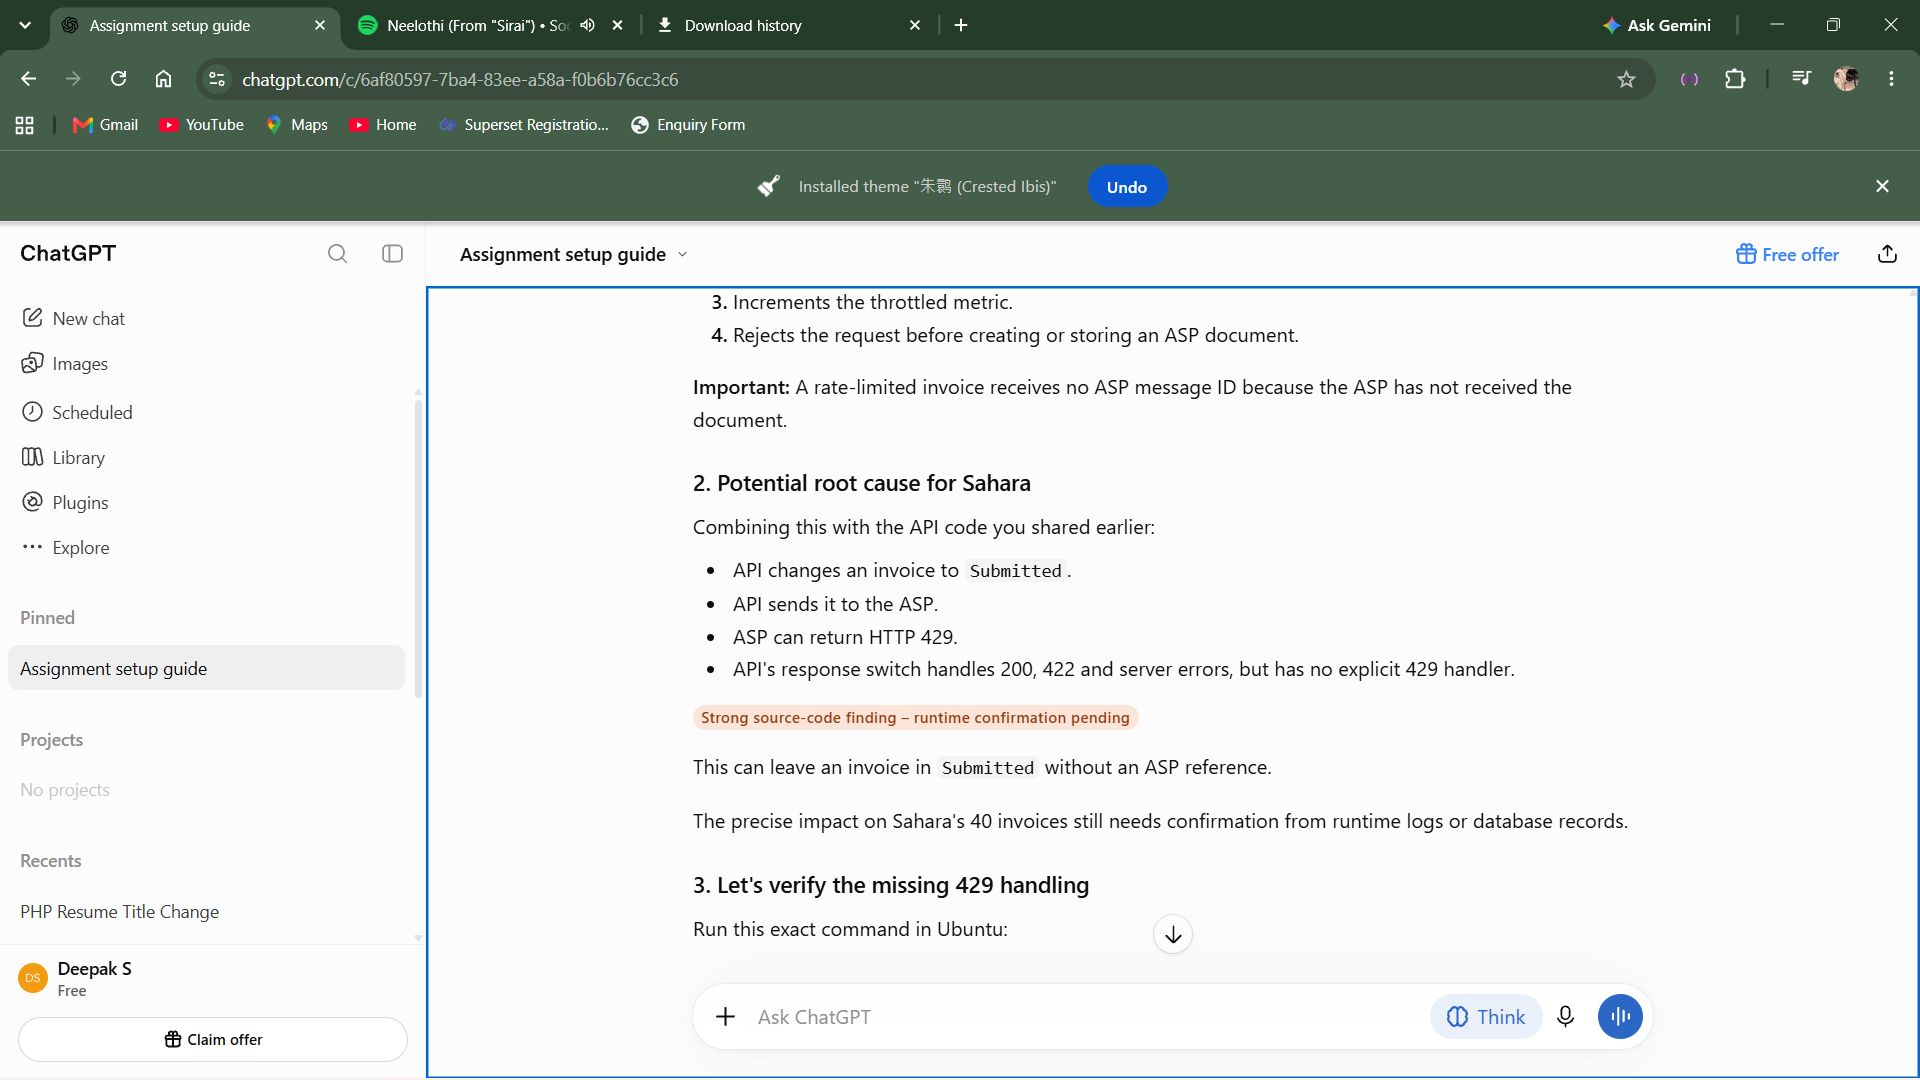 Assignment setup guide
Neelothi (From "Sirai") • So
Download history
Ask Gemini
chatgpt.com/c/6af80597-7ba4-83ee-a58a-f0b6b76cc3c6
Gmail
YouTube
Maps
Home
Superset Registratio...
Enquiry Form
Installed theme "朱鹮 (Crested Ibis)"
Undo
ChatGPT
Assignment setup guide
Free offer
New chat
Images
Scheduled
Library
Plugins
Explore
Pinned
Assignment setup guide
Projects
No projects
Recents
PHP Resume Title Change
DS
Deepak S
Free
Claim offer
3. Increments the throttled metric.
4. Rejects the request before creating or storing an ASP document.
Important: A rate-limited invoice receives no ASP message ID because the ASP has not received the
document.
2. Potential root cause for Sahara
Combining this with the API code you shared earlier:
• API changes an invoice to Submitted.
• API sends it to the ASP.
• ASP can return HTTP 429.
• API's response switch handles 200, 422 and server errors, but has no explicit 429 handler.
Strong source-code finding – runtime confirmation pending
This can leave an invoice in Submitted without an ASP reference.
The precise impact on Sahara's 40 invoices still needs confirmation from runtime logs or database records.
3. Let's verify the missing 429 handling
Run this exact command in Ubuntu:
Ask ChatGPT
Think